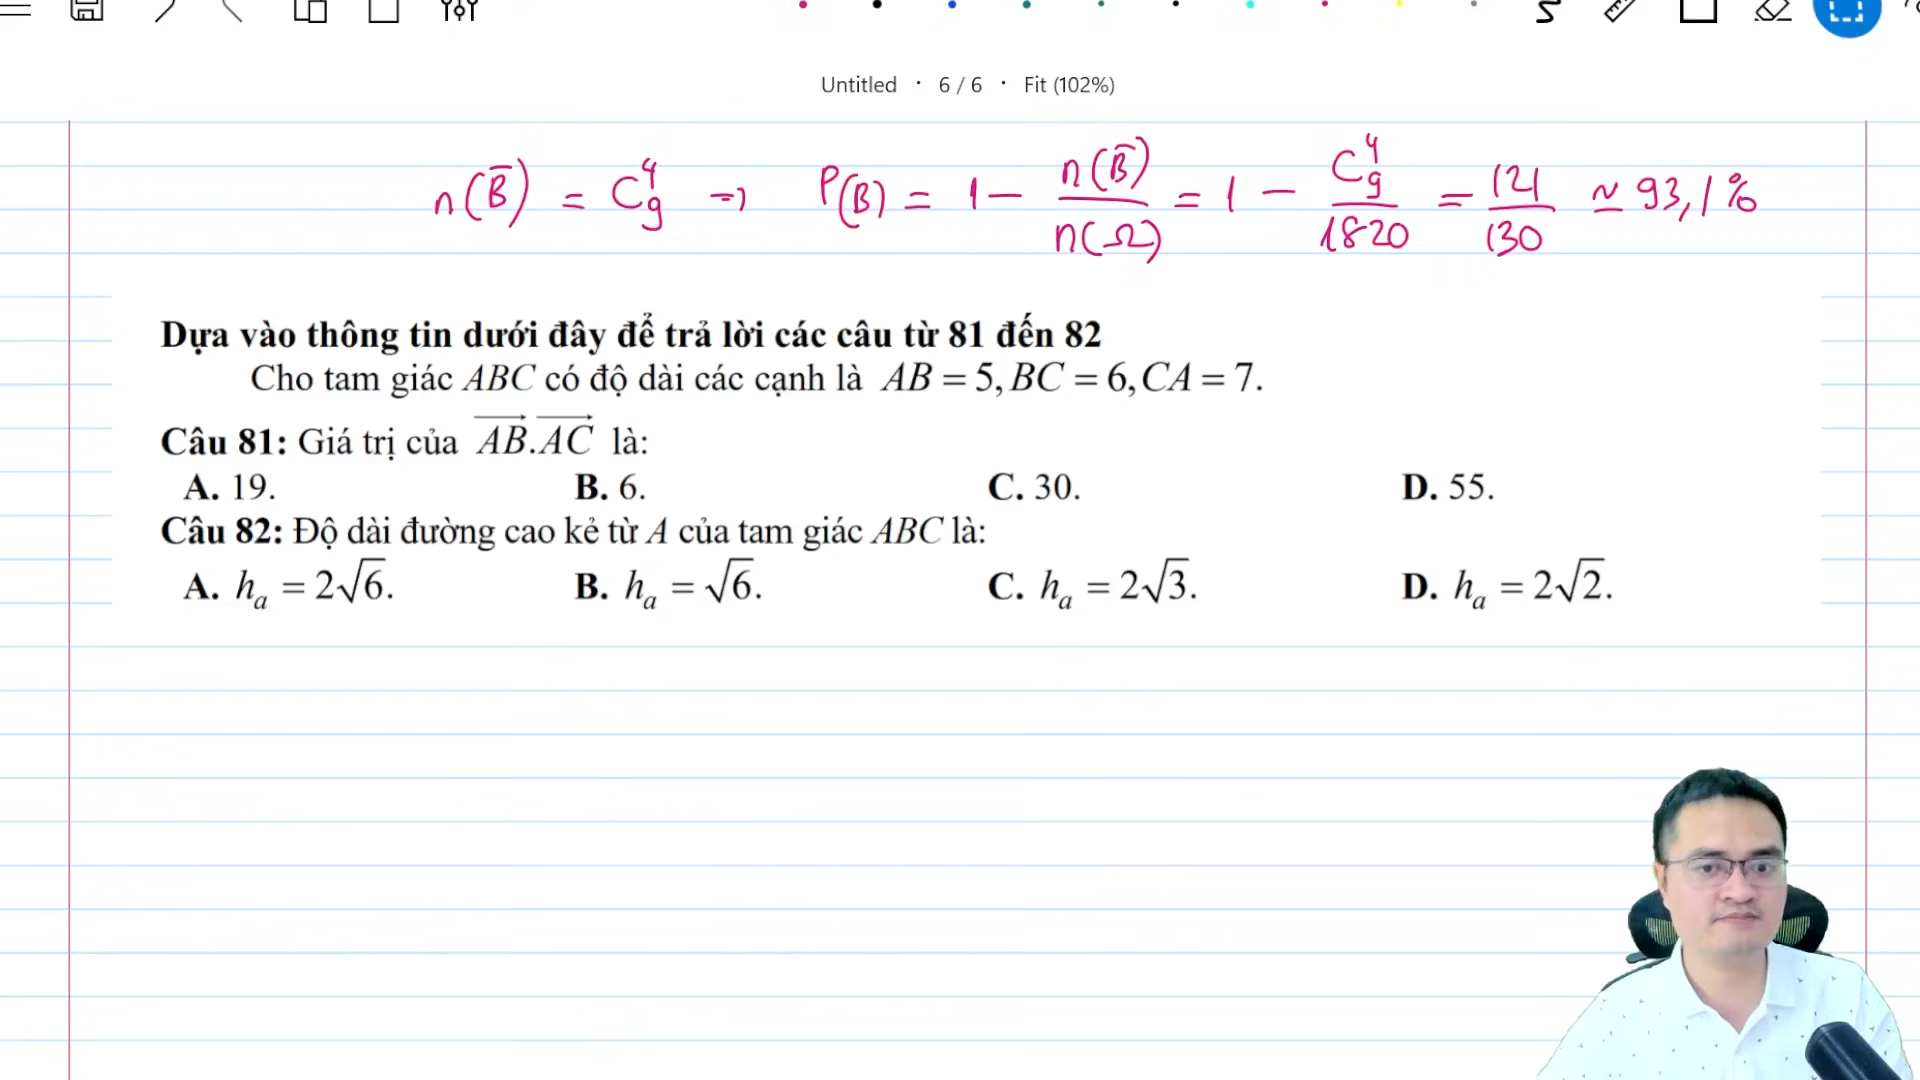 Untitled · 6 / 6 · Fit (102%)
n(B̅) = C₉⁴ ⇒ P(B) = 1 − n(B̅)/n(Ω) = 1 − C₉⁴/1820 = 121/130 ≃ 93,1%
Dựa vào thông tin dưới đây để trả lời các câu từ 81 đến 82
Cho tam giác ABC có độ dài các cạnh là AB = 5, BC = 6, CA = 7.
Câu 81: Giá trị của \overrightarrow{AB}.\overrightarrow{AC} là:
A. 19. B. 6. C. 30. D. 55.
Câu 82: Độ dài đường cao kẻ từ A của tam giác ABC là:
A. hₐ = 2√6. B. hₐ = √6. C. hₐ = 2√3. D. hₐ = 2√2.